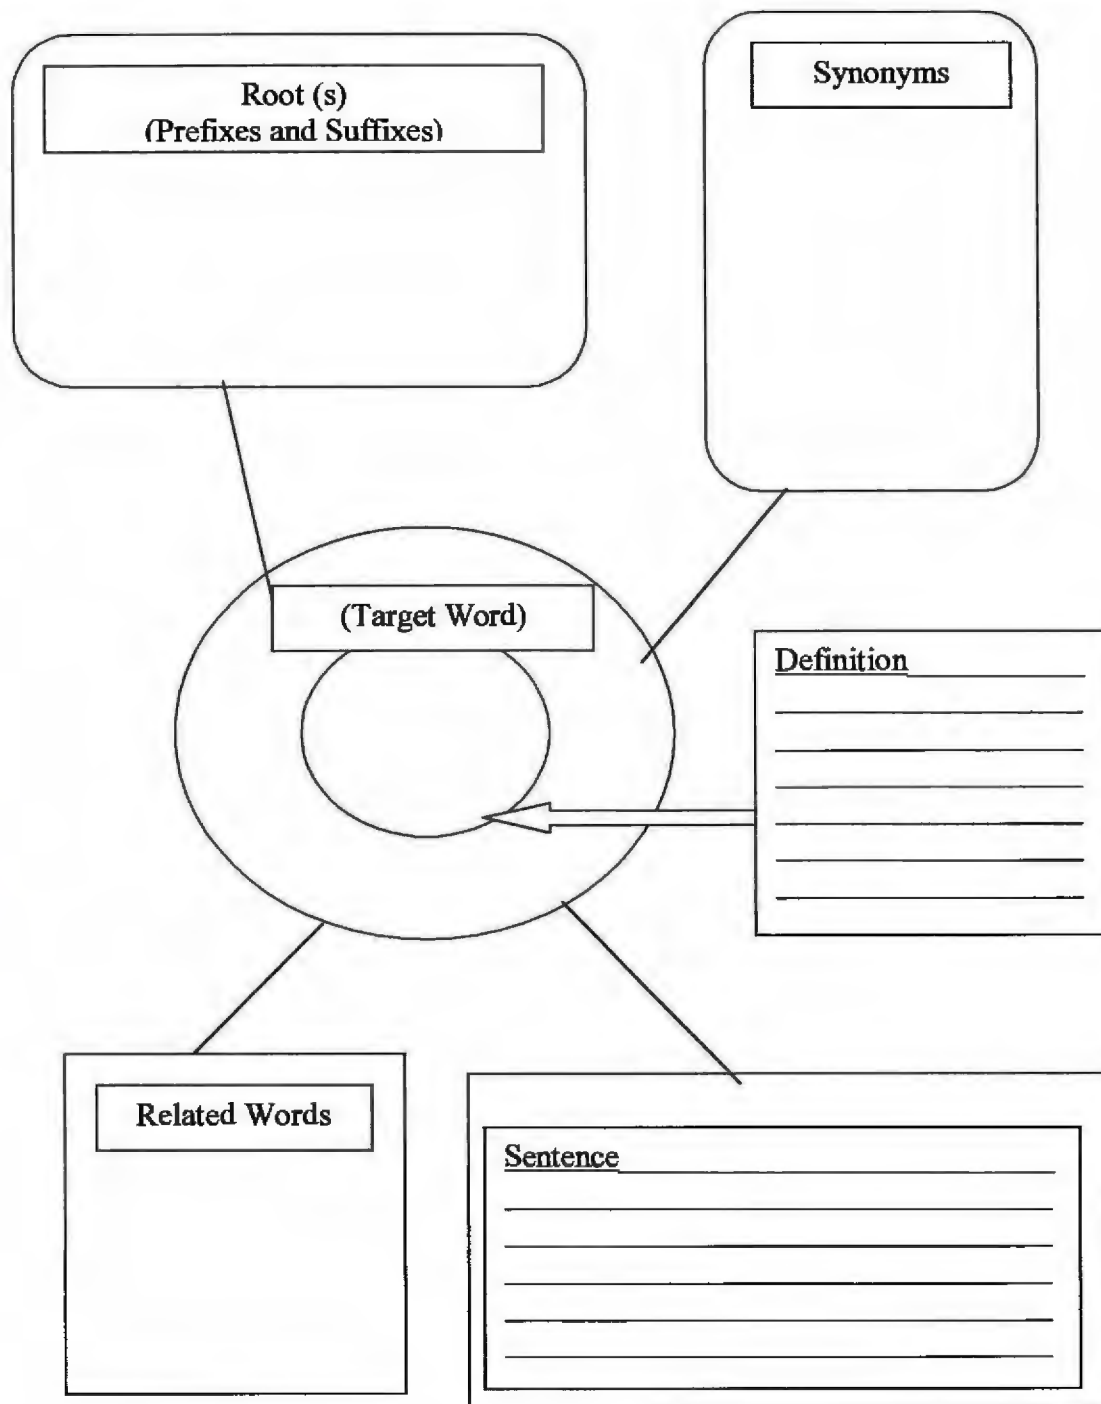 Root (s)
(Prefixes and Suffixes)
Synonyms
(Target Word)
Definition
Related Words
Sentence